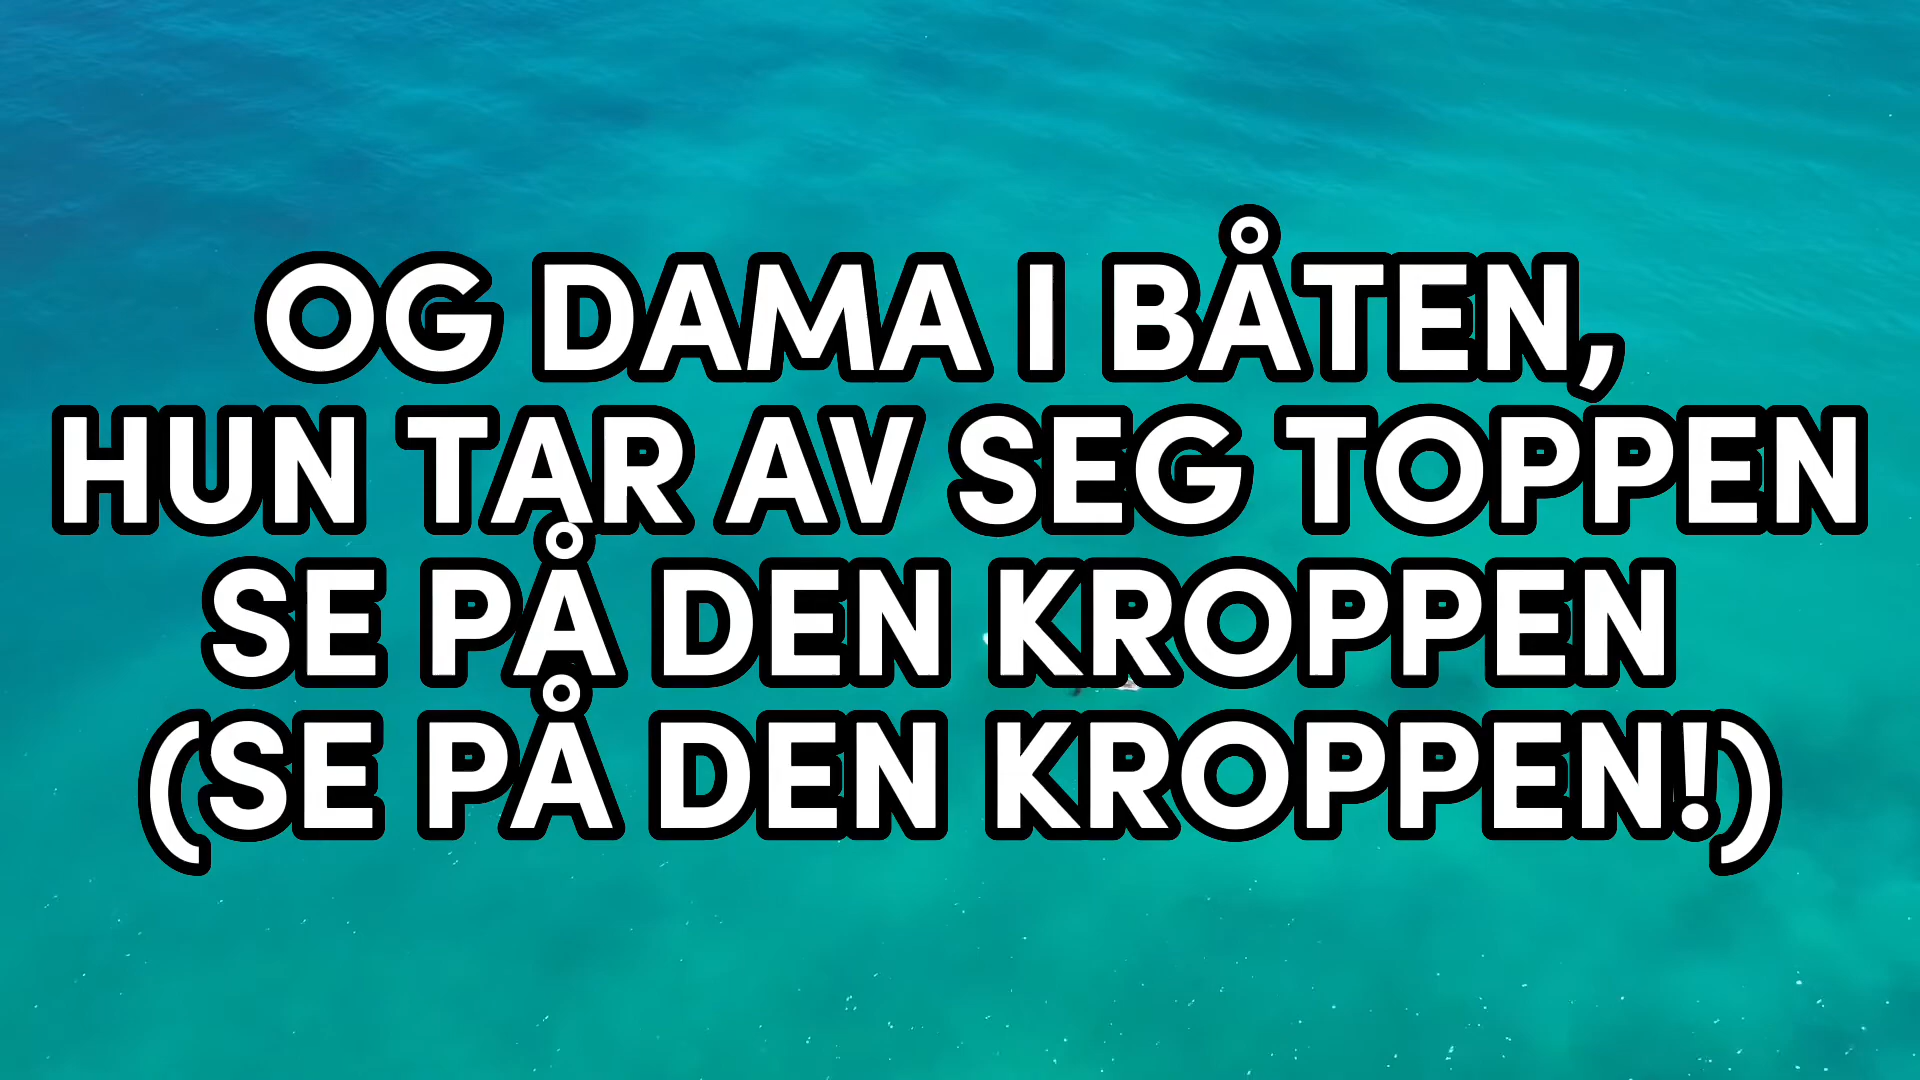 OG DAMA I BÅTEN,
HUN TAR AV SEG TOPPEN
SE PÅ DEN KROPPEN
(SE PÅ DEN KROPPEN!)